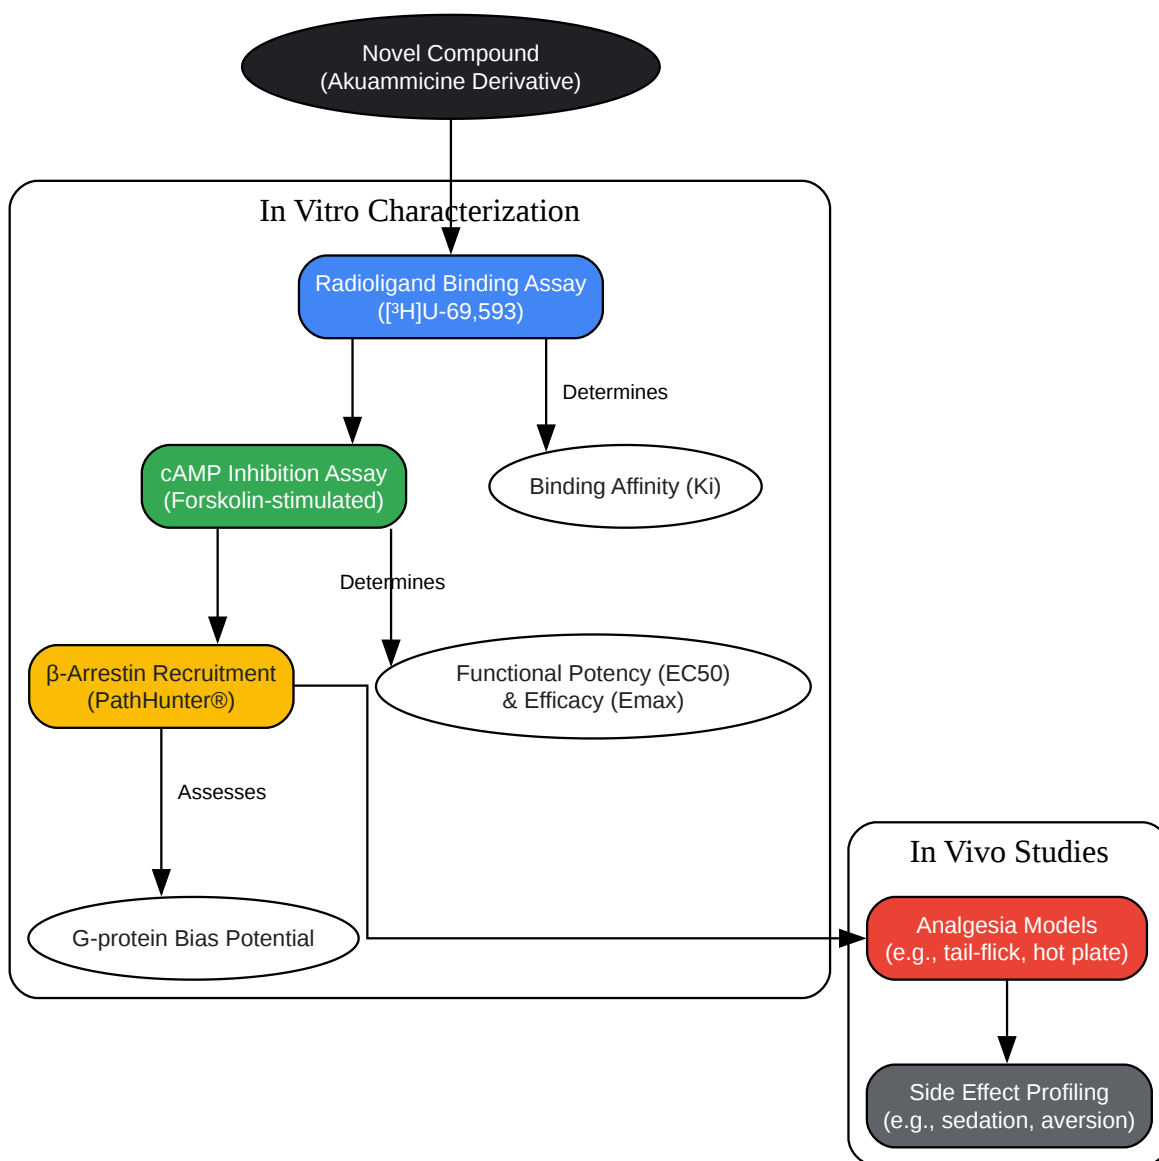 Novel Compound
(Akuammicine Derivative)
In Vitro Characterization
Radioligand Binding Assay
([³H]U-69,593)
Determines
cAMP Inhibition Assay
(Forskolin-stimulated)
Binding Affinity (Ki)
Determines
β-Arrestin Recruitment
(PathHunter®)
Functional Potency (EC50)
& Efficacy (Emax)
Assesses
G-protein Bias Potential
In Vivo Studies
Analgesia Models
(e.g., tail-flick, hot plate)
Side Effect Profiling
(e.g., sedation, aversion)